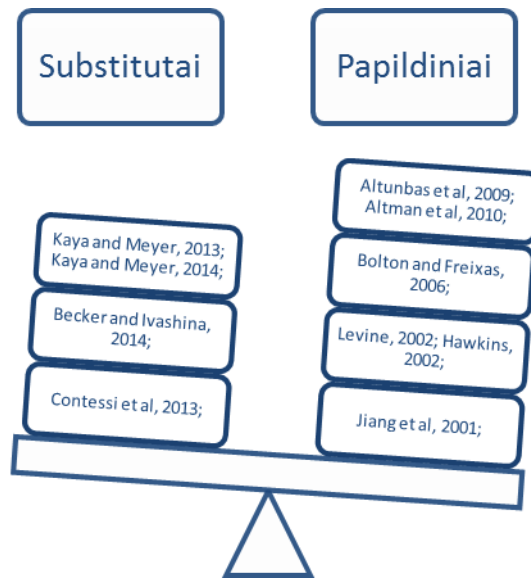 Substitutai
Papildiniai
Kaya and Meyer, 2013;
Kaya and Meyer, 2014;
Becker and Ivashina,
2014;
Contessi et al, 2013;
Altunbas et al, 2009;
Altman et al, 2010;
Bolton and Freixas,
2006;
Levine, 2002; Hawkins,
2002;
Jiang et al, 2001;